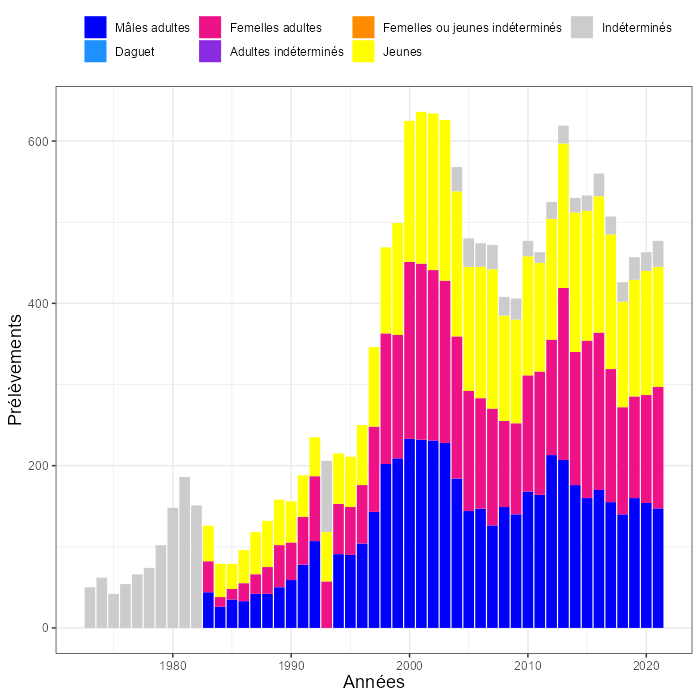 Mâles adultes Femelles adultes Femelles ou jeunes indéterminés Indéterminés
Daguet Adultes indéterminés Jeunes
600
400
200
0
Prélèvements
1980 1990 2000 2010 2020
Années